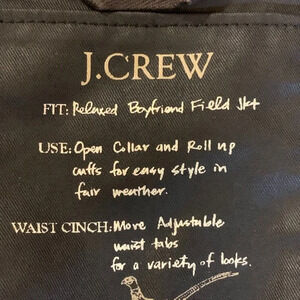 J.CREW
FIT: Relaxed Boyfriend Field Jkt
USE: Open Collar and Roll up
cuffs for easy style in
fair weather.
WAIST CINCH: More Adjustable
waist tabs
for a variety of looks.